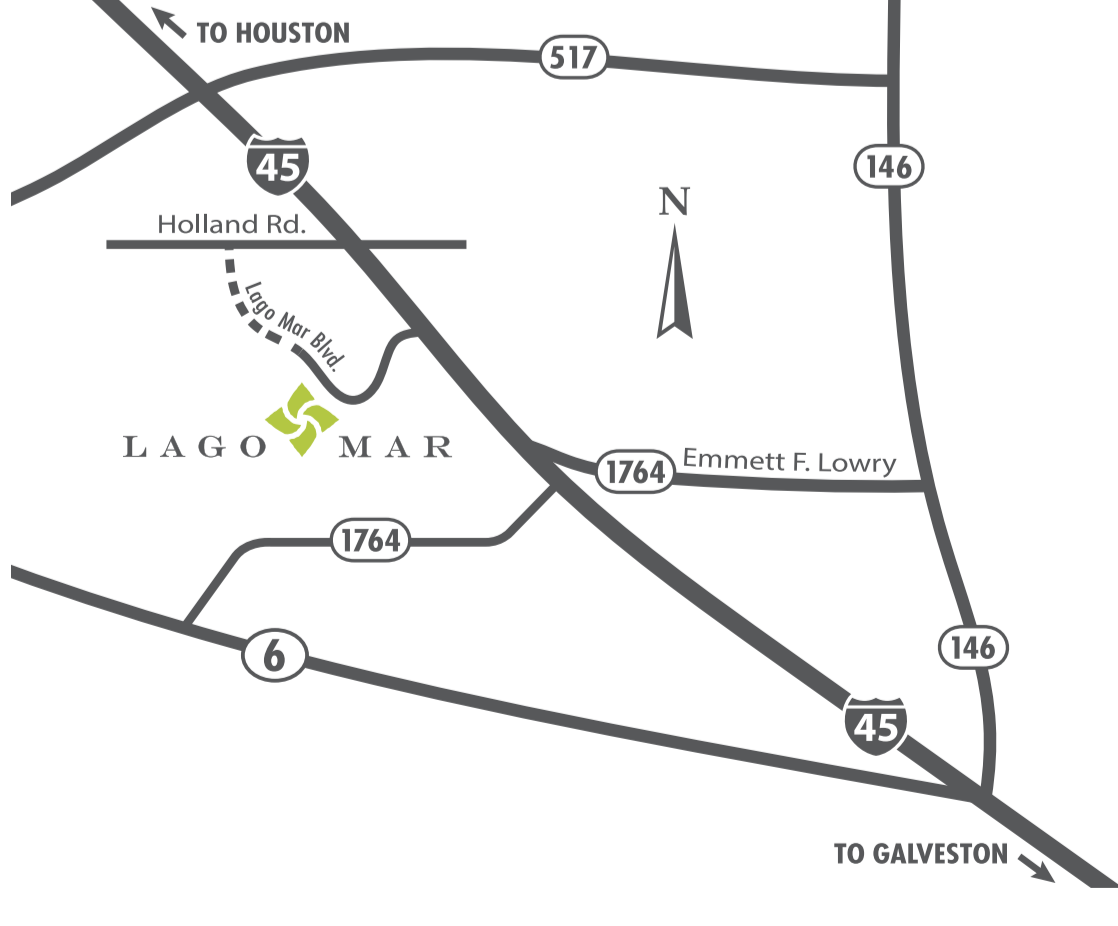 TO HOUSTON
517
45
146
N
Holland Rd.
Lago Mar Blvd.
LAGO MAR
1764
Emmett F. Lowry
1764
6
146
45
TO GALVESTON